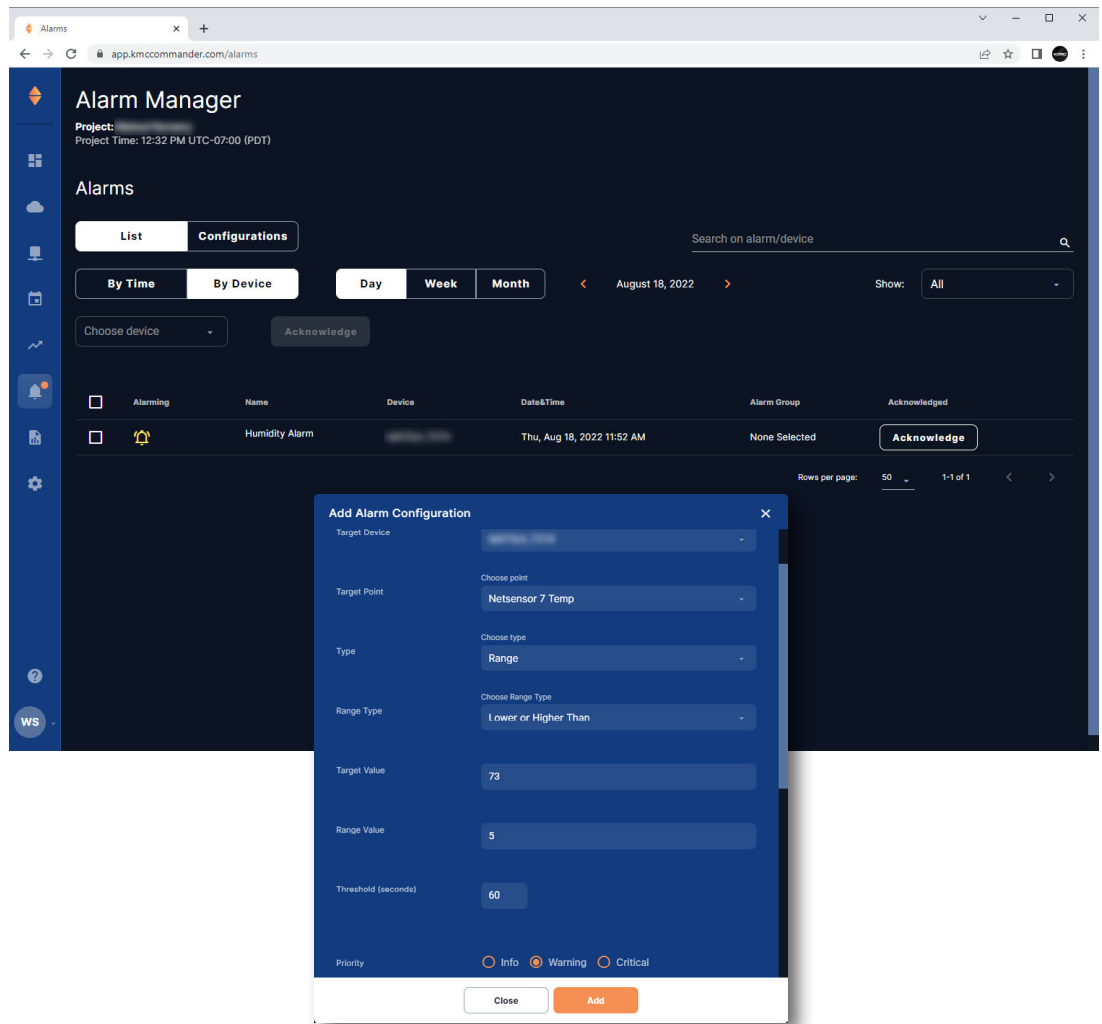 Alarms
app.kmccommander.com/alarms
Alarm Manager
Project:
Project Time: 12:32 PM UTC-07:00 (PDT)
Alarms
List Configurations
Search on alarm/device
By Time By Device Day Week Month August 18, 2022 Show: All
Choose device Acknowledge
Alarming Name Device Date&Time Alarm Group Acknowledged
Humidity Alarm Thu, Aug 18, 2022 11:52 AM None Selected Acknowledge
Rows per page: 50 1-1 of 1
Add Alarm Configuration
Target Device
Choose point
Target Point Netsensor 7 Temp
Choose type
Type Range
Choose Range Type
Range Type Lower or Higher Than
Target Value 73
Range Value 5
Threshold (seconds) 60
Priority Info Warning Critical
Close Add
WS